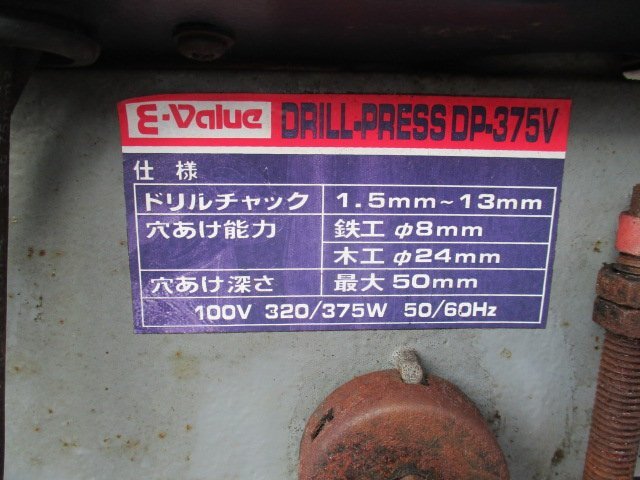 E-Value DRILL-PRESS DP-375V
仕様
ドリルチャック 1.5mm~13mm
穴あけ能力 鉄工 φ8mm
木工 φ24mm
穴あけ深さ 最大 50mm
100V 320/375W 50/60Hz